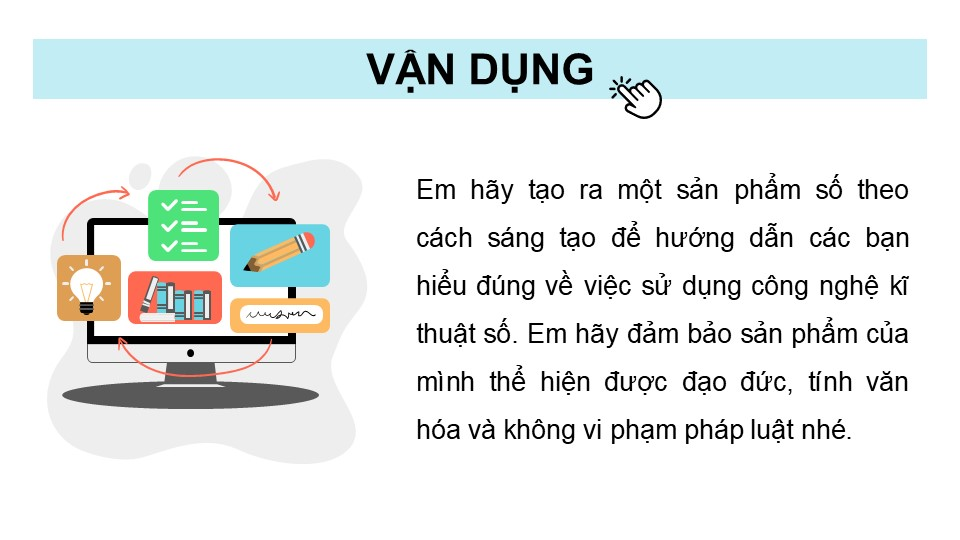 VẬN DỤNG
Em hãy tạo ra một sản phẩm số theo
cách sáng tạo để hướng dẫn các bạn
hiểu đúng về việc sử dụng công nghệ kĩ
thuật số. Em hãy đảm bảo sản phẩm của
mình thể hiện được đạo đức, tính văn
hóa và không vi phạm pháp luật nhé.